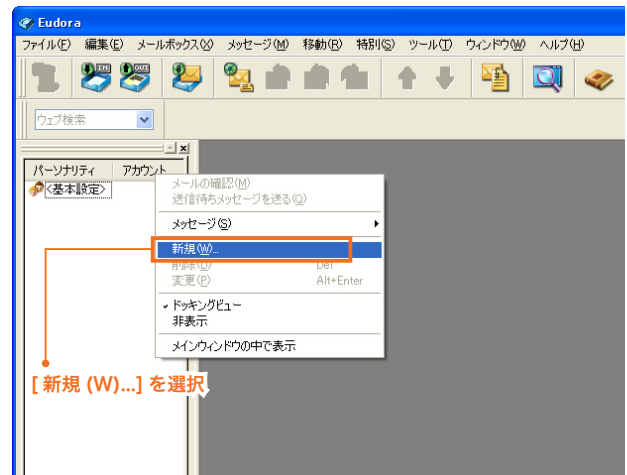 Eudora
ファイル(F) 編集(E) メールボックス(X) メッセージ(M) 移動(R) 特別(S) ツール(T) ウィンドウ(W) ヘルプ(H)
IN OUT
ウェブ検索
パーソナリティ アカウント
<基本設定>
メールの確認(M)
送信待ちメッセージを送る(Q)
メッセージ(S)
新規(W)...
削除(D) Del
変更(P) Alt+Enter
ドッキングビュー
非表示
メインウィンドウの中で表示
[ 新規 (W)...] を選択